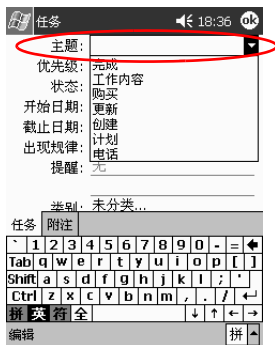 任务 18:36 ok
主题:
优先级: 完成
状态: 工作内容
购买
开始日期: 更新
截止日期: 创建
出现规律: 计划
电话
提醒: 无
类别: 未分类...
任务 附注
` 1 2 3 4 5 6 7 8 9 0 - =
Tab q w e r t y u i o p [ ]
Shift a s d f g h j k l ; '
Ctrl z x c v b n m , . /
拼 英 符 全
编辑 拼